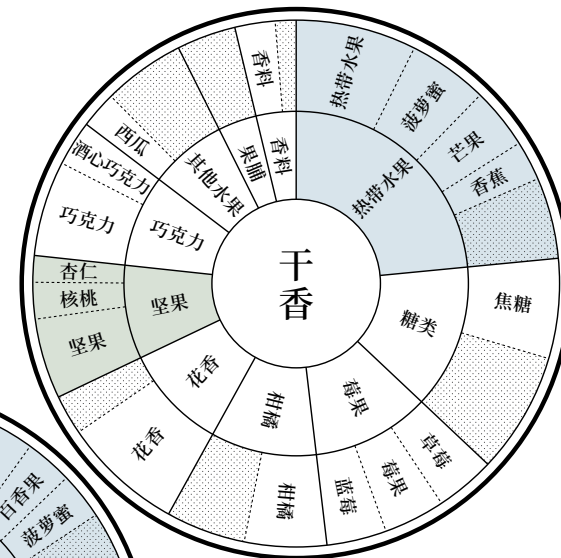 干
香
热带水果
糖类
莓果
柑橘
花香
坚果
巧克力
其他水果
果脯
香料
热带水果
菠萝蜜
芒果
香蕉
焦糖
草莓
莓果
蓝莓
柑橘
花香
坚果
核桃
杏仁
巧克力
酒心巧克力
西瓜
香料
百香果
菠萝蜜